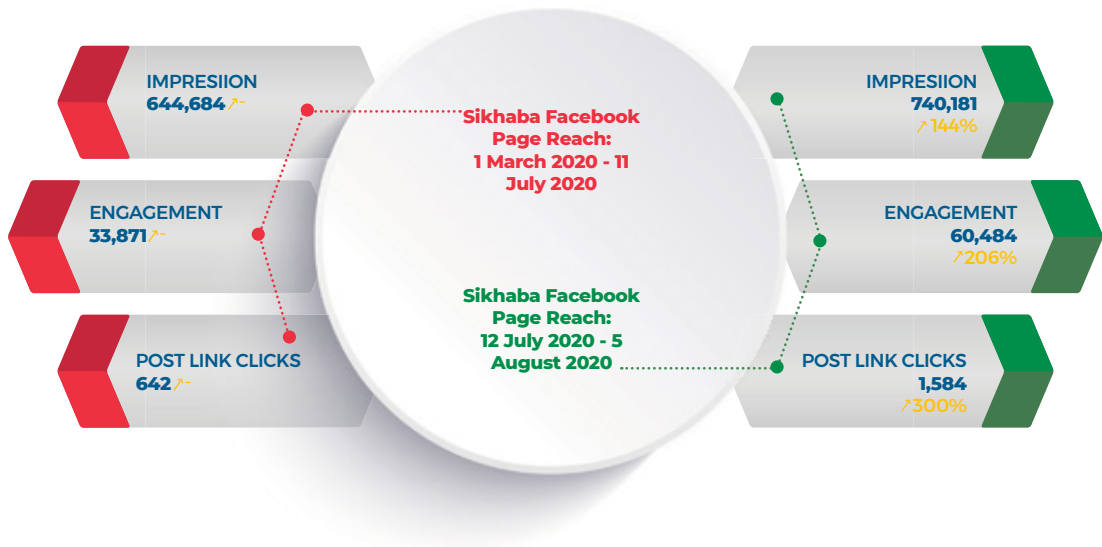 IMPRESIION
644,684↗-
ENGAGEMENT
33,871↗-
POST LINK CLICKS
642↗-
Sikhaba Facebook
Page Reach:
1 March 2020 - 11
July 2020
Sikhaba Facebook
Page Reach:
12 July 2020 - 5
August 2020
IMPRESIION
740,181
↗144%
ENGAGEMENT
60,484
↗206%
POST LINK CLICKS
1,584
↗300%